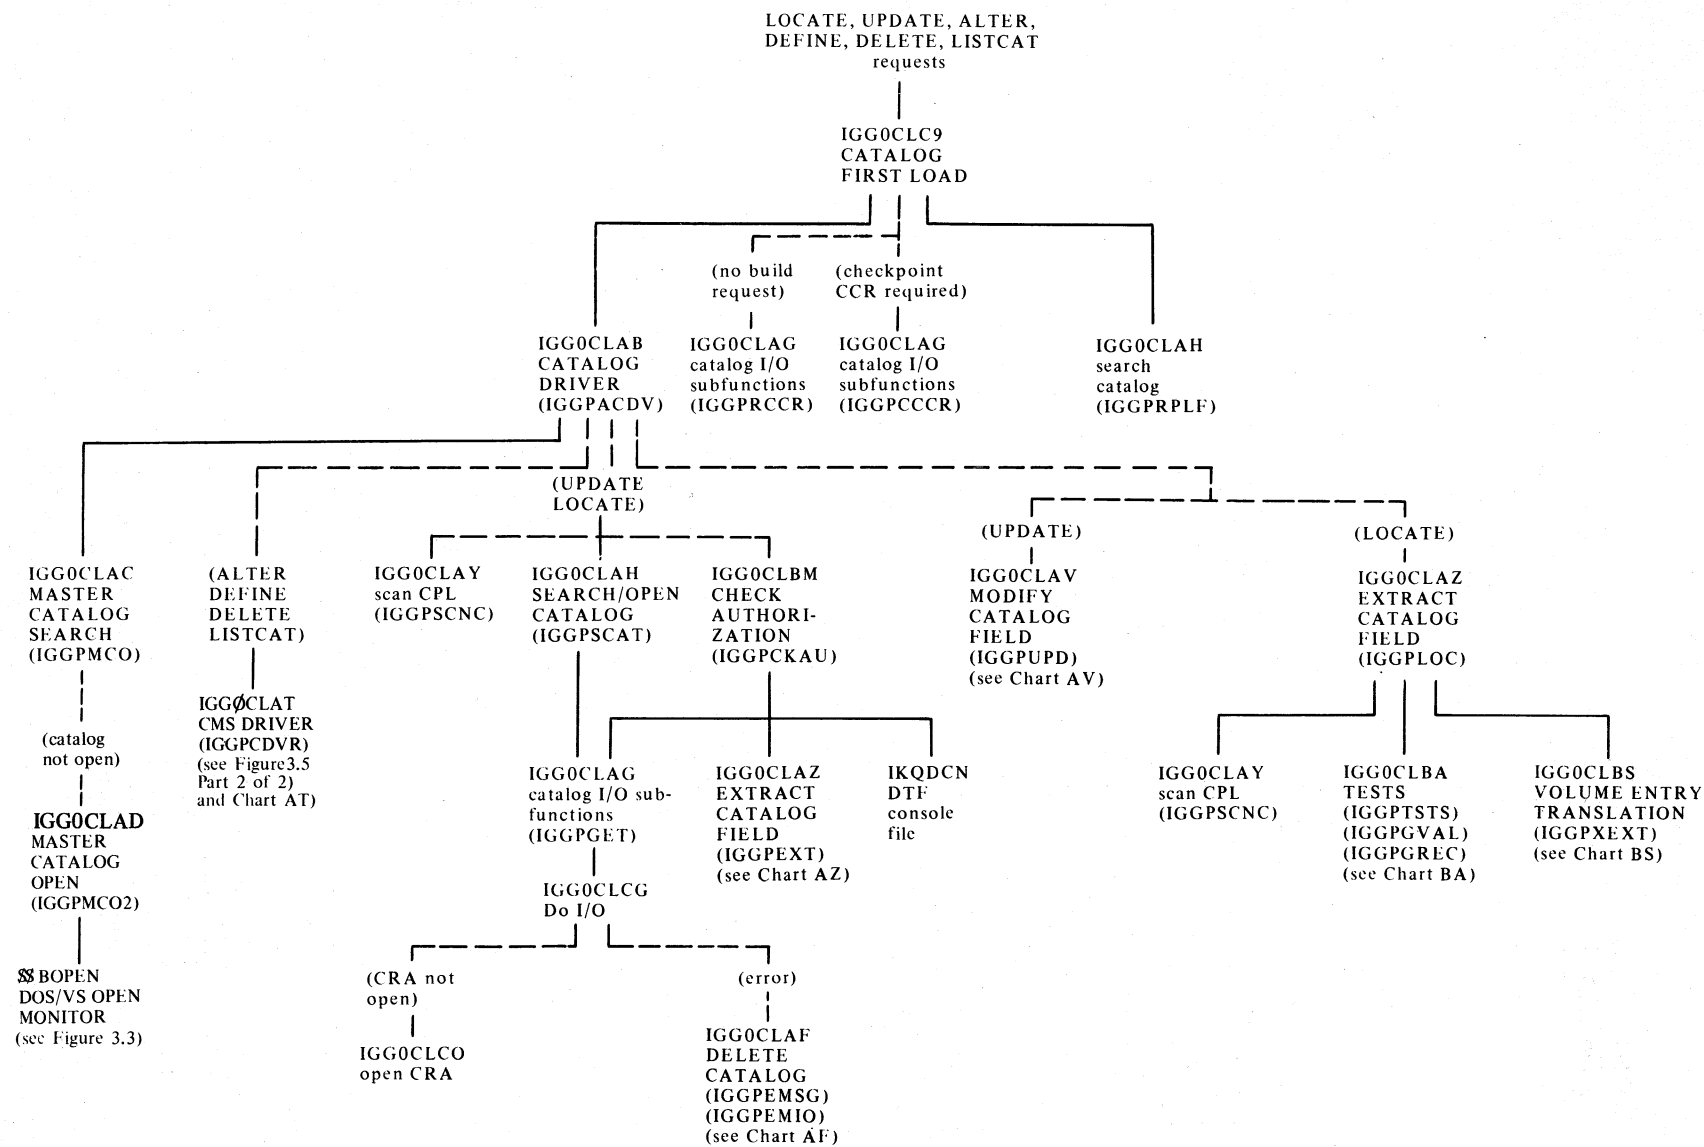 LOCATE, UPDATE, ALTER,
DEFINE, DELETE, LISTCAT
requests
IGG0CLC9
CATALOG
FIRST LOAD
(no build
request)
(checkpoint
CCR required)
IGG0CLAB
CATALOG
DRIVER
(IGGPACDV)
IGG0CLAG
catalog I/O
subfunctions
(IGGPRCCR)
IGG0CLAG
catalog I/O
subfunctions
(IGGPCCCR)
IGG0CLAH
search
catalog
(IGGPRPLF)
(UPDATE
LOCATE)
(UPDATE)
(LOCATE)
IGG0CLAC
MASTER
CATALOG
SEARCH
(IGGPMCO)
(ALTER
DEFINE
DELETE
LISTCAT)
IGG0CLAY
scan CPL
(IGGPSCNC)
IGG0CLAH
SEARCH/OPEN
CATALOG
(IGGPSCAT)
IGG0CLBM
CHECK
AUTHORI-
ZATION
(IGGPCKAU)
IGG0CLAV
MODIFY
CATALOG
FIELD
(IGGPUPD)
(see Chart AV)
IGG0CLAZ
EXTRACT
CATALOG
FIELD
(IGGPLOC)
(catalog
not open)
IGGØCLAT
CMS DRIVER
(IGGPCDVR)
(see Figure3.5
Part 2 of 2)
and Chart AT)
IGG0CLAD
MASTER
CATALOG
OPEN
(IGGPMCO2)
IGG0CLAG
catalog I/O sub-
functions
(IGGPGET)
IGG0CLAZ
EXTRACT
CATALOG
FIELD
(IGGPEXT)
(see Chart AZ)
IKQDCN
DTF
console
file
IGG0CLAY
scan CPL
(IGGPSCNC)
IGG0CLBA
TESTS
(IGGPTSTS)
(IGGPGVAL)
(IGGPGREC)
(see Chart BA)
IGG0CLBS
VOLUME ENTRY
TRANSLATION
(IGGPXEXT)
(see Chart BS)
IGG0CLCG
Do I/O
$$BOPEN
DOS/VS OPEN
MONITOR
(see Figure 3.3)
(CRA not
open)
(error)
IGG0CLCO
open CRA
IGG0CLAF
DELETE
CATALOG
(IGGPEMSG)
(IGGPEMIO)
(see Chart AF)